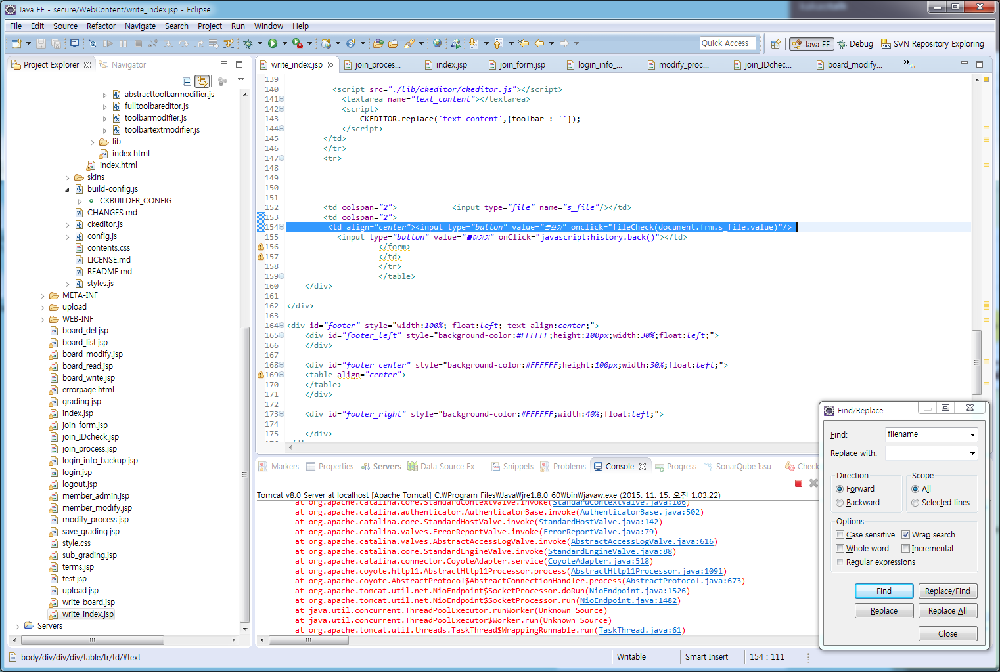 Java EE - secure/WebContent/write_index.jsp - Eclipse
File Edit Source Refactor Navigate Search Project Run Window Help
Quick Access
Java EE Debug SVN Repository Exploring
Project Explorer Navigator
write_index.jsp join_proces... index.jsp join_form.jsp login_info_... modify_proc... join_IDchec... board_modify... »35
abstracttoolbarmodifier.js
fulltoolbareditor.js
toolbarmodifier.js
toolbartextmodifier.js
lib
index.html
index.html
skins
build-config.js
CKBUILDER_CONFIG
CHANGES.md
ckeditor.js
config.js
contents.css
LICENSE.md
README.md
styles.js
META-INF
upload
WEB-INF
board_del.jsp
board_list.jsp
board_modify.jsp
board_read.jsp
board_write.jsp
errorpage.html
grading.jsp
index.jsp
join_form.jsp
join_IDcheck.jsp
join_process.jsp
login_info_backup.jsp
login.jsp
logout.jsp
member_admin.jsp
member_modify.jsp
modify_process.jsp
save_grading.jsp
style.css
sub_grading.jsp
terms.jsp
test.jsp
upload.jsp
write_board.jsp
write_index.jsp
Servers
139
140 <script src="./lib/ckeditor/ckeditor.js"></script>
141 <textarea name="text_content"></textarea>
142 <script>
143 CKEDITOR.replace('text_content',{toolbar : ''});
144 </script>
145 </td>
146 </tr>
147 <tr>
148
149
150
151
152 <td colspan="2"> <input type="file" name="s_file"/></td>
153 <td colspan="2">
154 <td align="center"><input type="button" value="글쓰기" onclick="fileCheck(document.frm.s_file.value)"/>
155 <input type="button" value="돌아가기" onClick="javascript:history.back()"></td>
156 </form>
157 </td>
158 </tr>
159 </table>
160 </div>
161
162 </div>
163
164 <div id="footer" style="width:100%; float:left; text-align:center;">
165 <div id="footer_left" style="background-color:#FFFFFF;height:100px;width:30%;float:left;">
166 </div>
167
168 <div id="footer_center" style="background-color:#FFFFFF;height:100px;width:30%;float:left;">
169 <table align="center">
170 </table>
171 </div>
172
173 <div id="footer_right" style="background-color:#FFFFFF;width:40%;float:left;">
174
175 </div>
Markers Properties Servers Data Source Ex... Snippets Problems Console Progress SonarQube Issu... Check
Tomcat v8.0 Server at localhost [Apache Tomcat] C:₩Program Files₩Java₩jre1.8.0_60₩bin₩javaw.exe (2015. 11. 15. 오전 1:03:22)
at org.apache.catalina.core.StandardContextValve.invoke(StandardContextValve.java:106)
at org.apache.catalina.authenticator.AuthenticatorBase.invoke(AuthenticatorBase.java:502)
at org.apache.catalina.core.StandardHostValve.invoke(StandardHostValve.java:142)
at org.apache.catalina.valves.ErrorReportValve.invoke(ErrorReportValve.java:79)
at org.apache.catalina.valves.AbstractAccessLogValve.invoke(AbstractAccessLogValve.java:616)
at org.apache.catalina.core.StandardEngineValve.invoke(StandardEngineValve.java:88)
at org.apache.catalina.connector.CoyoteAdapter.service(CoyoteAdapter.java:518)
at org.apache.coyote.http11.AbstractHttp11Processor.process(AbstractHttp11Processor.java:1091)
at org.apache.coyote.AbstractProtocol$AbstractConnectionHandler.process(AbstractProtocol.java:673)
at org.apache.tomcat.util.net.NioEndpoint$SocketProcessor.doRun(NioEndpoint.java:1526)
at org.apache.tomcat.util.net.NioEndpoint$SocketProcessor.run(NioEndpoint.java:1482)
at java.util.concurrent.ThreadPoolExecutor.runWorker(Unknown Source)
at java.util.concurrent.ThreadPoolExecutor$Worker.run(Unknown Source)
at org.apache.tomcat.util.threads.TaskThread$WrappingRunnable.run(TaskThread.java:61)
Find/Replace
Find: filename
Replace with:
Direction Scope
Forward All
Backward Selected lines
Options
Case sensitive Wrap search
Whole word Incremental
Regular expressions
Find Replace/Find
Replace Replace All
Close
body/div/div/div/table/tr/td/#text Writable Smart Insert 154 : 111